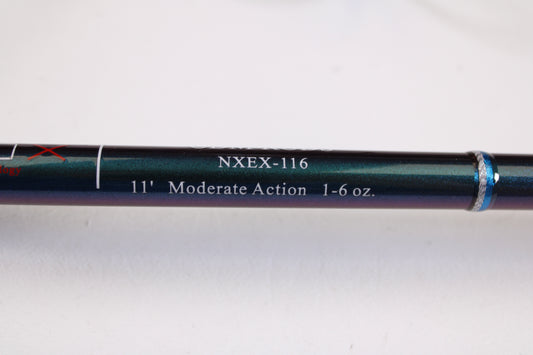 NXEX-116
11' Moderate Action 1-6 oz.